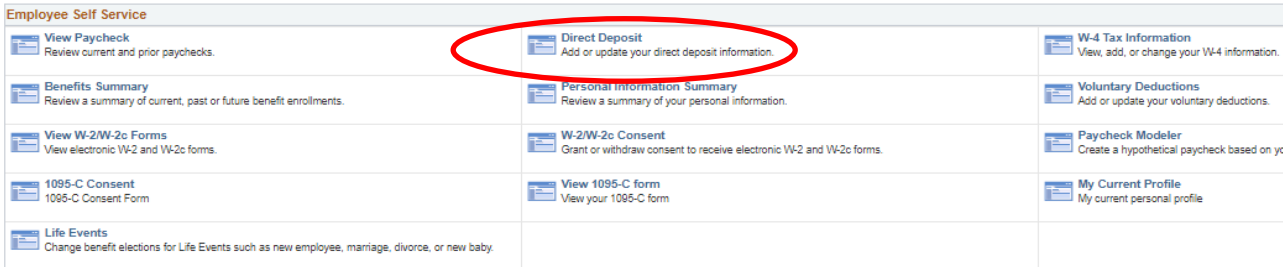 Employee Self Service
View Paycheck
Review current and prior paychecks.
Direct Deposit
Add or update your direct deposit information.
W-4 Tax Information
View, add, or change your W-4 information.
Benefits Summary
Review a summary of current, past or future benefit enrollments.
Personal Information Summary
Review a summary of your personal information.
Voluntary Deductions
Add or update your voluntary deductions.
View W-2/W-2c Forms
View electronic W-2 and W-2c forms.
W-2/W-2c Consent
Grant or withdraw consent to receive electronic W-2 and W-2c forms.
Paycheck Modeler
Create a hypothetical paycheck based on yo
1095-C Consent
1095-C Consent Form
View 1095-C form
View your 1095-C form
My Current Profile
My current personal profile
Life Events
Change benefit elections for Life Events such as new employee, marriage, divorce, or new baby.